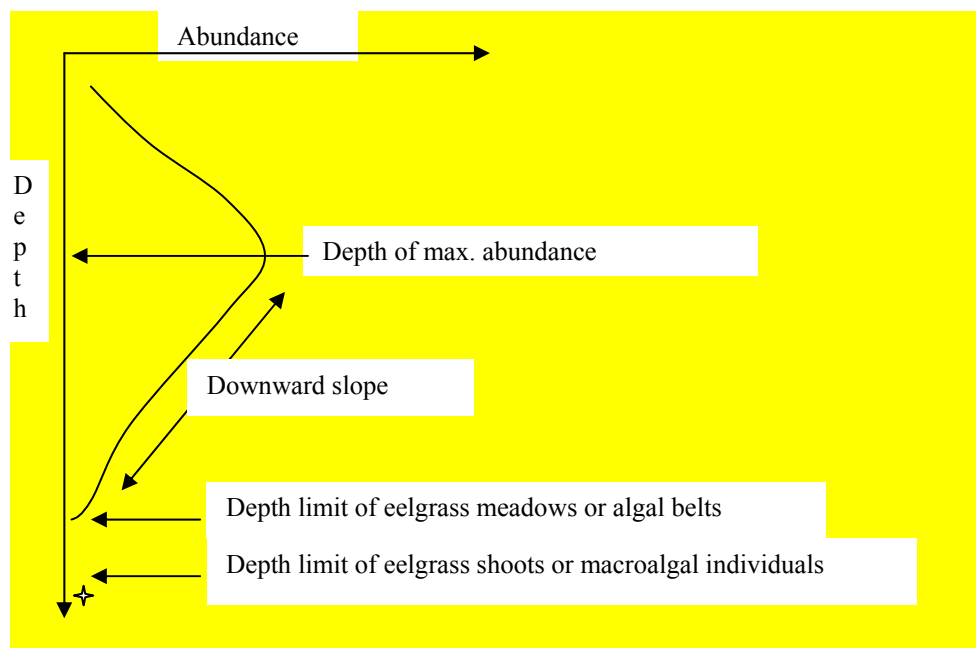 Abundance
Depth
Depth of max. abundance
Downward slope
Depth limit of eelgrass meadows or algal belts
Depth limit of eelgrass shoots or macroalgal individuals